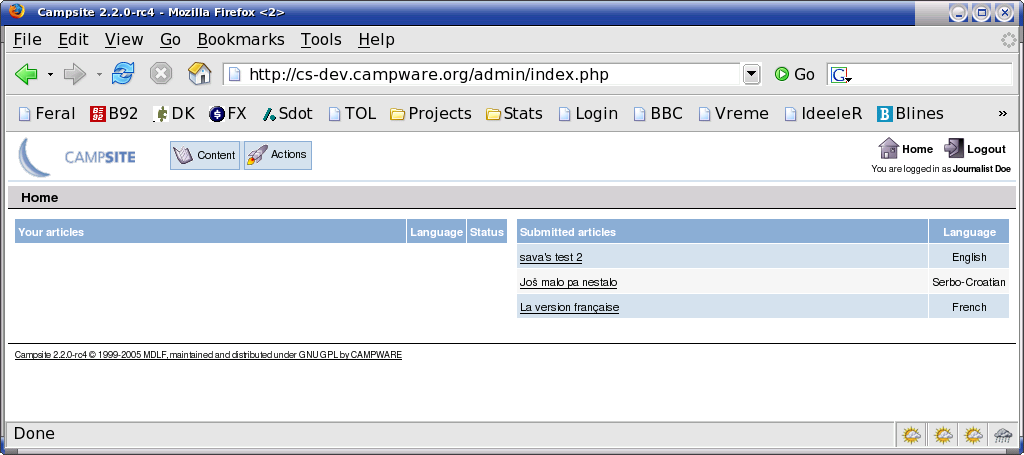 Campsite 2.2.0-rc4 - Mozilla Firefox <2>
File Edit View Go Bookmarks Tools Help
http://cs-dev.campware.org/admin/index.php Go G
Feral B92 DK FX Sdot TOL Projects Stats Login BBC Vreme IdeeleR Blines »
CAMPSITE Content Actions Home Logout
You are logged in as Journalist Doe
Home
Your articles Language Status Submitted articles Language
sava's test 2 English
Još malo pa nestalo Serbo-Croatian
La version française French
Campsite 2.2.0-rc4 © 1999-2005 MDLF, maintained and distributed under GNU GPL by CAMPWARE
Done